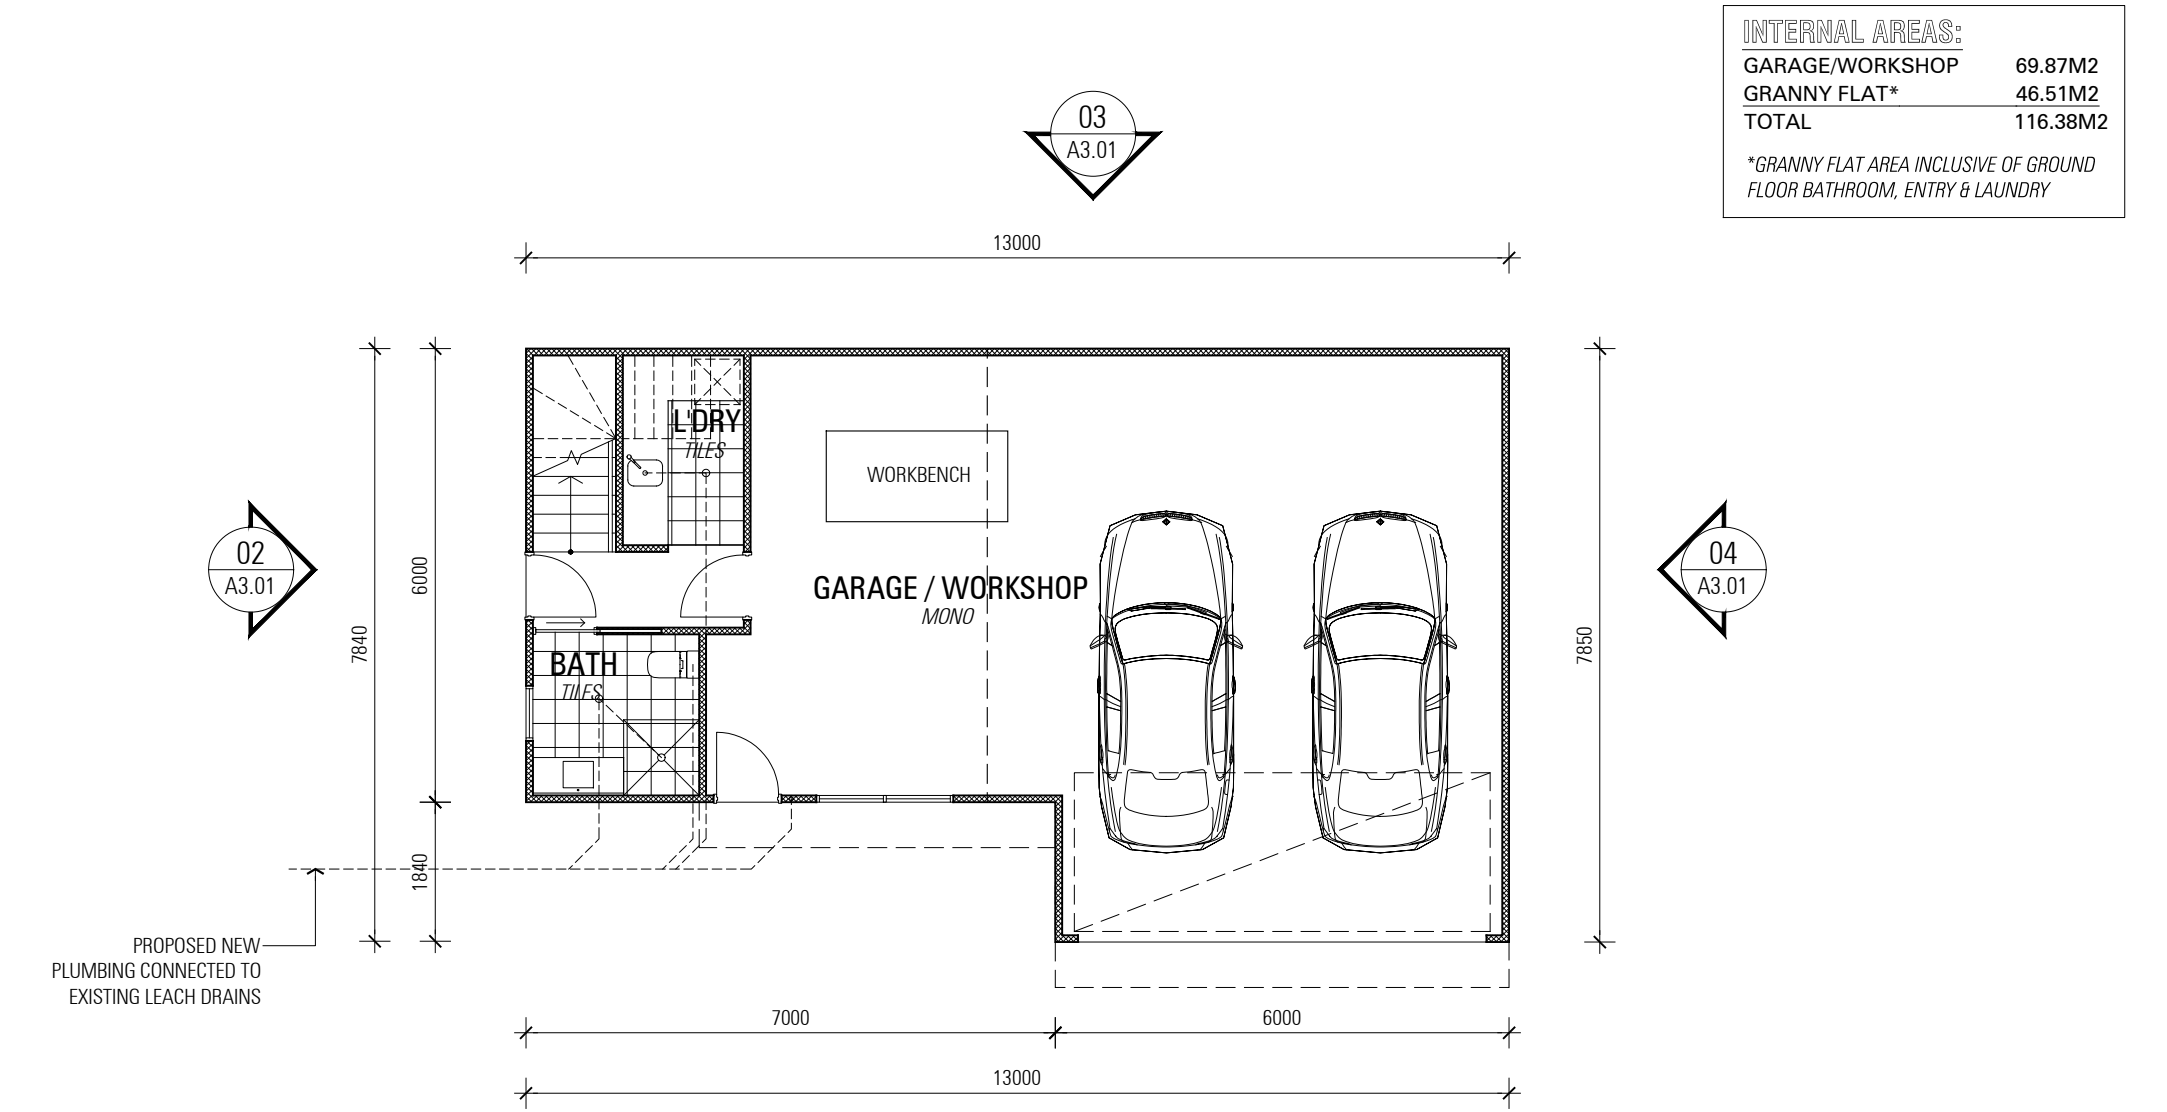 INTERNAL AREAS:
GARAGE/WORKSHOP 69.87M2
GRANNY FLAT* 46.51M2
TOTAL 116.38M2
*GRANNY FLAT AREA INCLUSIVE OF GROUND
FLOOR BATHROOM, ENTRY & LAUNDRY
03
A3.01
13000
L'DRY
TILES
WORKBENCH
02
A3.01
04
A3.01
6000
7840
7850
GARAGE / WORKSHOP
MONO
BATH
TILES
1840
PROPOSED NEW
PLUMBING CONNECTED TO
EXISTING LEACH DRAINS
7000
6000
13000